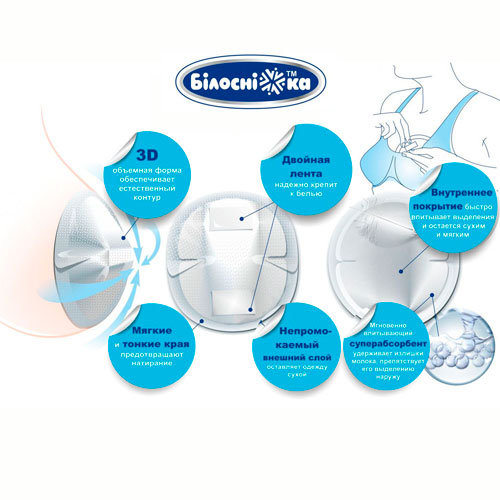 Білосніжка™
3D
объемная форма
обеспечивает
естественный
контур
Двойная
лента
надежно крепит
к белью
Внутреннее
покрытие быстро
впитывает выделения
и остается сухим
и мягким
Мягкие
и тонкие края
предотвращают
натирание
Непромо-
каемый
внешний слой
оставляет одежду
сухой
Мгновенно
впитывающий
суперабсорбент
удерживает излишки
молока, препятствует
его выделению
наружу